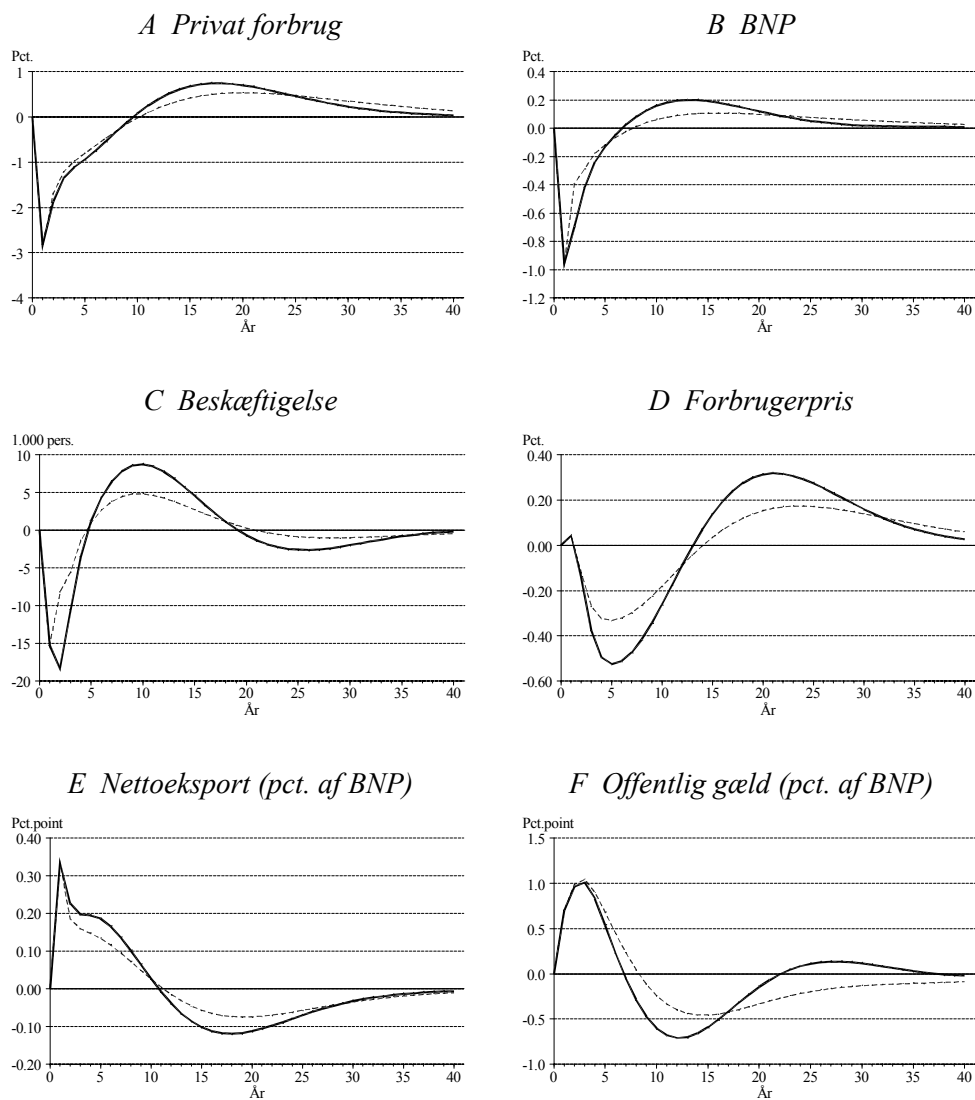 A Privat forbrug
Pct.
1
0
-1
-2
-3
-4
0 5 10 15 20 25 30 35 40
År
B BNP
Pct.
0.4
0.2
0.0
-0.2
-0.4
-0.6
-0.8
-1.0
-1.2
0 5 10 15 20 25 30 35 40
År
C Beskæftigelse
1.000 pers.
10
5
0
-5
-10
-15
-20
0 5 10 15 20 25 30 35 40
År
D Forbrugerpris
Pct.
0.40
0.20
0.00
-0.20
-0.40
-0.60
0 5 10 15 20 25 30 35 40
År
E Nettoeksport (pct. af BNP)
Pct.point
0.40
0.30
0.20
0.10
0.00
-0.10
-0.20
0 5 10 15 20 25 30 35 40
År
F Offentlig gæld (pct. af BNP)
Pct.point
1.5
1.0
0.5
0.0
-0.5
-1.0
0 5 10 15 20 25 30 35 40
År